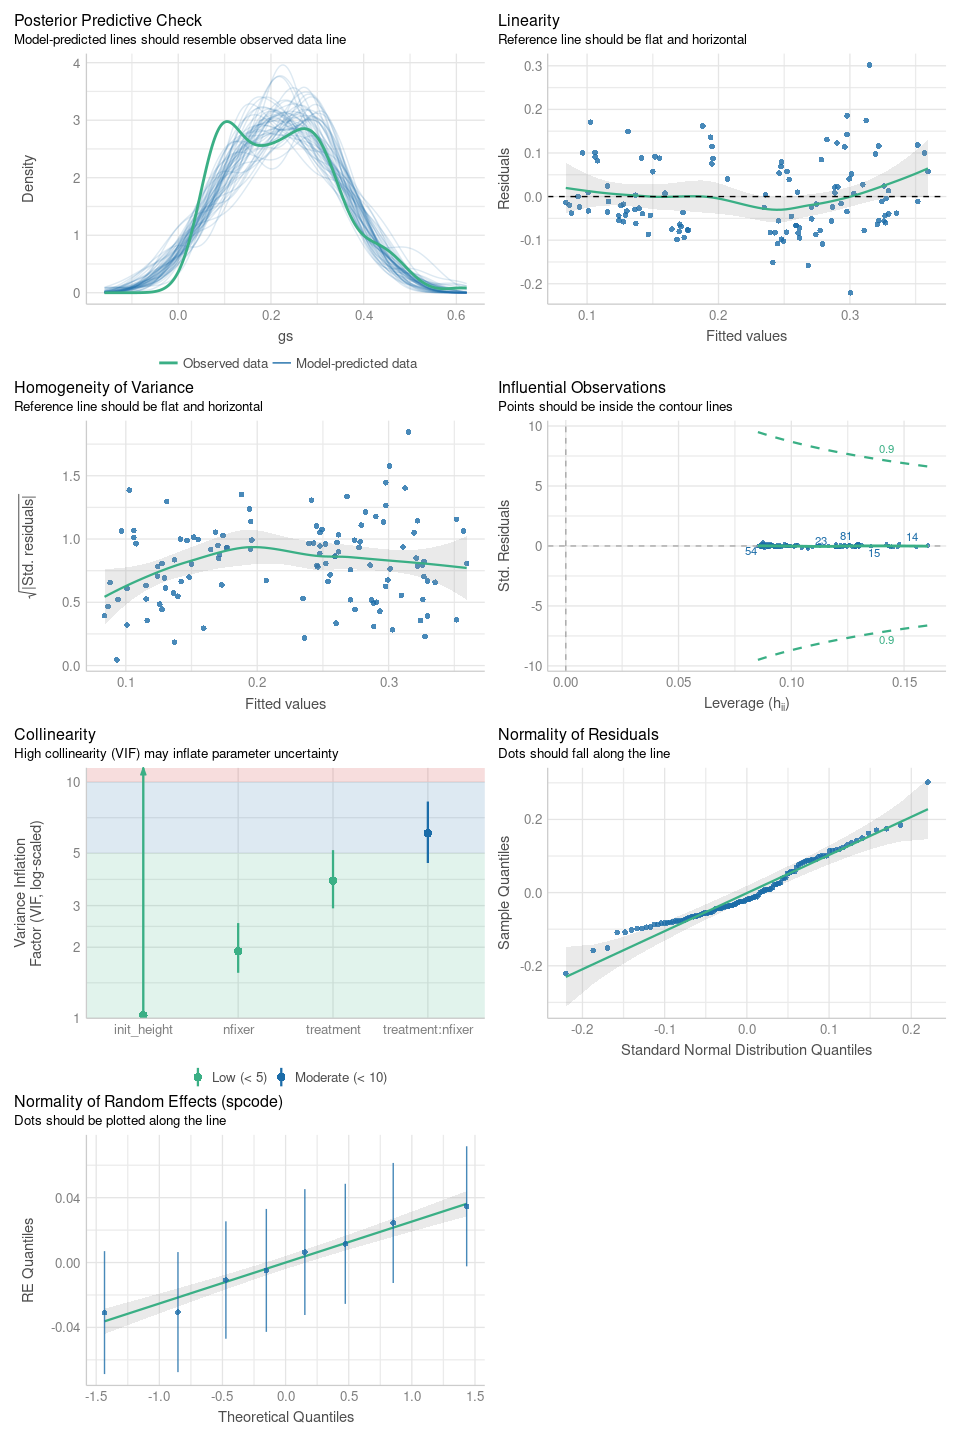 Posterior Predictive Check
Model-predicted lines should resemble observed data line
4
3
2
1
0
Density
0.0
0.2
0.4
0.6
gs
Observed data
Model-predicted data
Linearity
Reference line should be flat and horizontal
0.3
0.2
0.1
0.0
-0.1
-0.2
Residuals
0.1
0.2
0.3
Fitted values
Homogeneity of Variance
Reference line should be flat and horizontal
1.5
1.0
0.5
0.0
√|Std. residuals|
0.1
0.2
0.3
Fitted values
Influential Observations
Points should be inside the contour lines
10
5
0
-5
-10
Std. Residuals
0.9
54
23
81
15
14
0.9
0.00
0.05
0.10
0.15
Leverage (hii)
Collinearity
High collinearity (VIF) may inflate parameter uncertainty
10
5
3
2
1
Variance Inflation
Factor (VIF, log-scaled)
init_height
nfixer
treatment
treatment:nfixer
Low (< 5)
Moderate (< 10)
Normality of Residuals
Dots should fall along the line
0.2
0.0
-0.2
Sample Quantiles
-0.2
-0.1
0.0
0.1
0.2
Standard Normal Distribution Quantiles
Normality of Random Effects (spcode)
Dots should be plotted along the line
0.04
0.00
-0.04
RE Quantiles
-1.5
-1.0
-0.5
0.0
0.5
1.0
1.5
Theoretical Quantiles